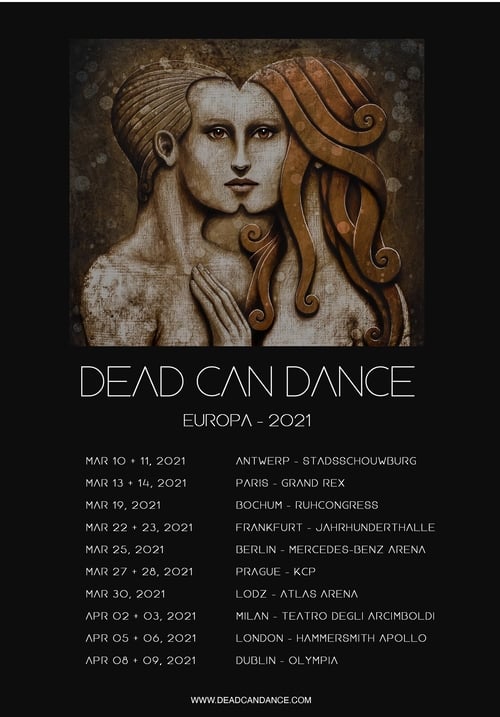 DEAD CAN DANCE
EUROPA - 2021
MAR 10 + 11, 2021 ANTWERP - STADSSCHOUWBURG
MAR 13 + 14, 2021 PARIS - GRAND REX
MAR 19, 2021 BOCHUM - RUHCONGRESS
MAR 22 + 23, 2021 FRANKFURT - JAHRHUNDERTHALLE
MAR 25, 2021 BERLIN - MERCEDES-BENZ ARENA
MAR 27 + 28, 2021 PRAGUE - KCP
MAR 30, 2021 LODZ - ATLAS ARENA
APR 02 + 03, 2021 MILAN - TEATRO DEGLI ARCIMBOLDI
APR 05 + 06, 2021 LONDON - HAMMERSMITH APOLLO
APR 08 + 09, 2021 DUBLIN - OLYMPIA
WWW.DEADCANDANCE.COM